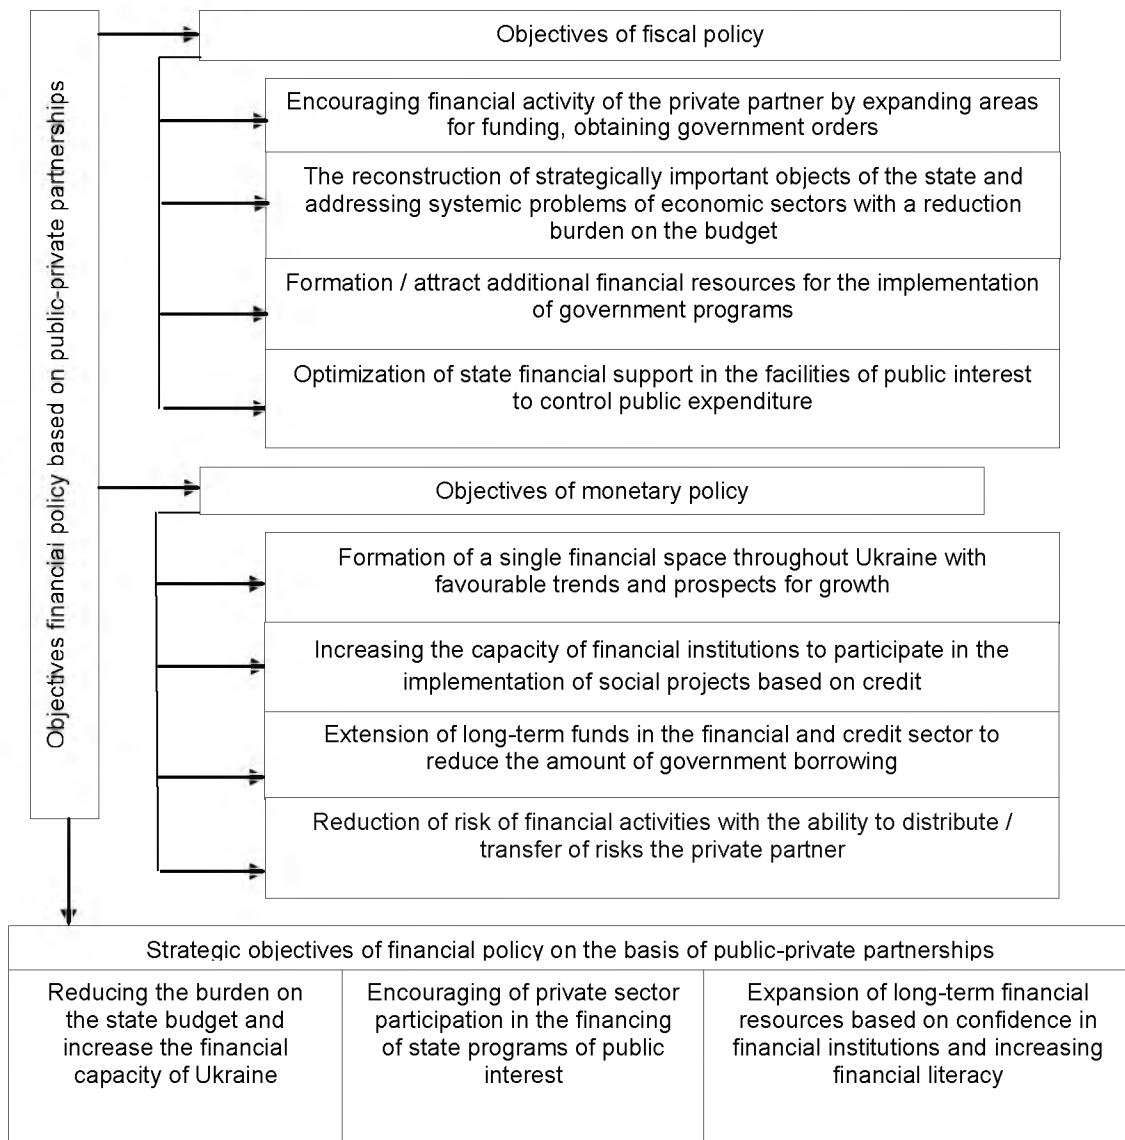 Objectives financial policy based on public-private partnerships
Objectives of fiscal policy
Encouraging financial activity of the private partner by expanding areas
for funding, obtaining government orders
The reconstruction of strategically important objects of the state and
addressing systemic problems of economic sectors with a reduction
burden on the budget
Formation / attract additional financial resources for the implementation
of government programs
Optimization of state financial support in the facilities of public interest
to control public expenditure
Objectives of monetary policy
Formation of a single financial space throughout Ukraine with
favourable trends and prospects for growth
Increasing the capacity of financial institutions to participate in the
implementation of social projects based on credit
Extension of long-term funds in the financial and credit sector to
reduce the amount of government borrowing
Reduction of risk of financial activities with the ability to distribute /
transfer of risks the private partner
Strategic objectives of financial policy on the basis of public-private partnerships
Reducing the burden on
the state budget and
increase the financial
capacity of Ukraine
Encouraging of private sector
participation in the financing
of state programs of public
interest
Expansion of long-term financial
resources based on confidence in
financial institutions and increasing
financial literacy